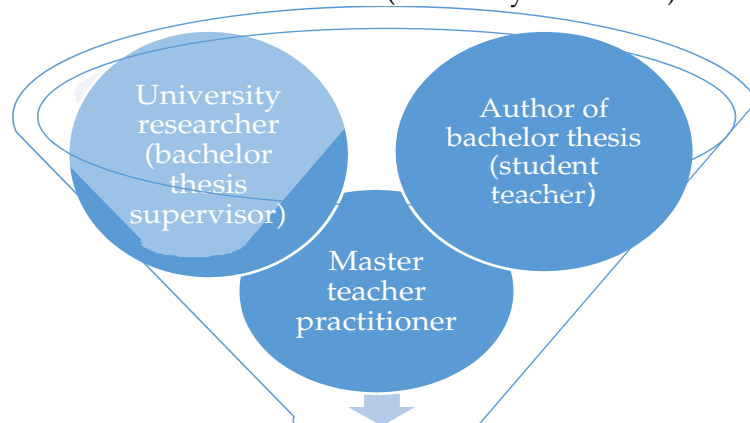 University
researcher
(bachelor
thesis
supervisor)
Author of
bachelor thesis
(student
teacher)
Master
teacher
practitioner